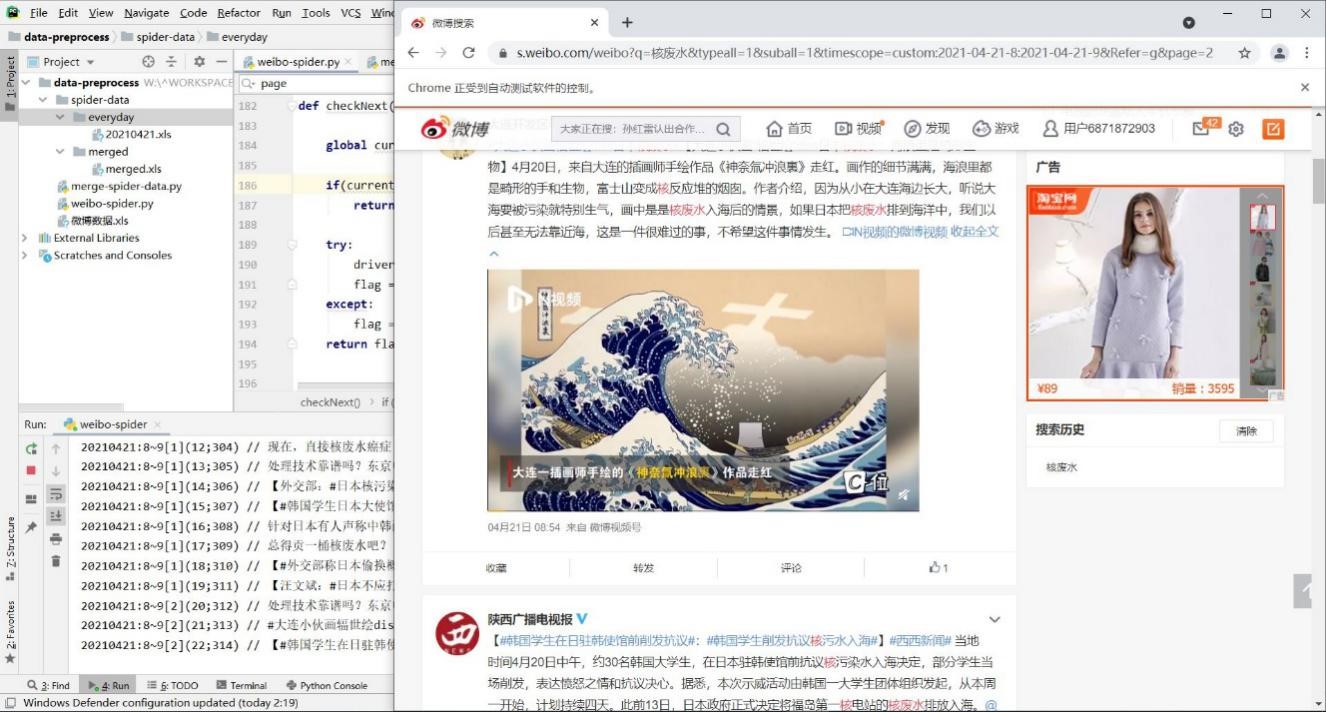 File Edit View Navigate Code Refactor Run Tools VCS
data-preprocess spider-data everyday
1: Project
Project
data-preprocess W:\^WORKSPACE
spider-data
everyday
20210421.xls
merged
merged.xls
merge-spider-data.py
weibo-spider.py
微博数据.xls
External Libraries
Scratches and Consoles
weibo-spider.py
page
182 def checkNext(
183
184 global cur
185
186 if(current
187 return
188
189 try:
190 driver
191 flag =
192 except:
193 flag =
194 return fla
195
196
checkNext() if(
Run: weibo-spider
20210421:8~9[1](12;304) // 现在，直接核废水癌症
20210421:8~9[1](13;305) // 处理技术靠谱吗？东京
20210421:8~9[1](14;306) // 【外交部：#日本核污染
20210421:8~9[1](15;307) // 【#韩国学生日本大使馆
20210421:8~9[1](16;308) // 针对日本有人声称中韩
20210421:8~9[1](17;309) // 总得贡一桶核废水吧？
20210421:8~9[1](18;310) // 【#外交部称日本偷换概
20210421:8~9[1](19;311) // 【汪文斌：#日本不应打
20210421:8~9[2](20;312) // 处理技术靠谱吗？东京
20210421:8~9[2](21;313) // #大连小伙画辐世绘dis
20210421:8~9[2](22;314) // 【#韩国学生在日驻韩使
Z: Structure
2: Favorites
3: Find 4: Run 6: TODO Terminal Python Console
Windows Defender configuration updated (today 2:19)
微博搜索
s.weibo.com/weibo?q=核废水&typeall=1&suball=1&timescope=custom:2021-04-21-8:2021-04-21-9&Refer=g&page=2
Chrome 正受到自动测试软件的控制。
微博
大家正在搜：孙红雷认出合作...
首页 视频 发现 游戏 用户6871872903 42
物】4月20日，来自大连的插画师手绘作品《神奈氚冲浪裏》走红。画作的细节满满，海浪里都
是畸形的手和生物，富士山变成核反应堆的烟囱。作者介绍，因为从小在大连海边长大，听说大
海要被污染就特别生气，画中是是核废水入海后的情景，如果日本把核废水排到海洋中，我们以
后甚至无法靠近海，这是一件很难过的事，不希望这件事情发生。 N视频的微博视频 收起全文
N视频
大连一插画师手绘的《神奈氚冲浪裏》作品走红
C位
04月21日 08:54 来自 微博视频号
收藏 转发 评论 1
陕西广播电视报
【#韩国学生在日驻韩使馆前削发抗议#：#韩国学生削发抗议核污水入海#】#西西新闻# 当地
时间4月20日中午，约30名韩国大学生，在日本驻韩使馆前抗议核污染水入海决定，部分学生当
场削发，表达愤怒之情和抗议决心。据悉，本次示威活动由韩国一大学生团体组织发起，从本周
一开始，计划持续四天。此前13日，日本政府正式决定将福岛第一核电站的核废水排放入海。@
广告
淘宝网
Taobao.com
¥89 销量：3595
广告
搜索历史 清除
核废水